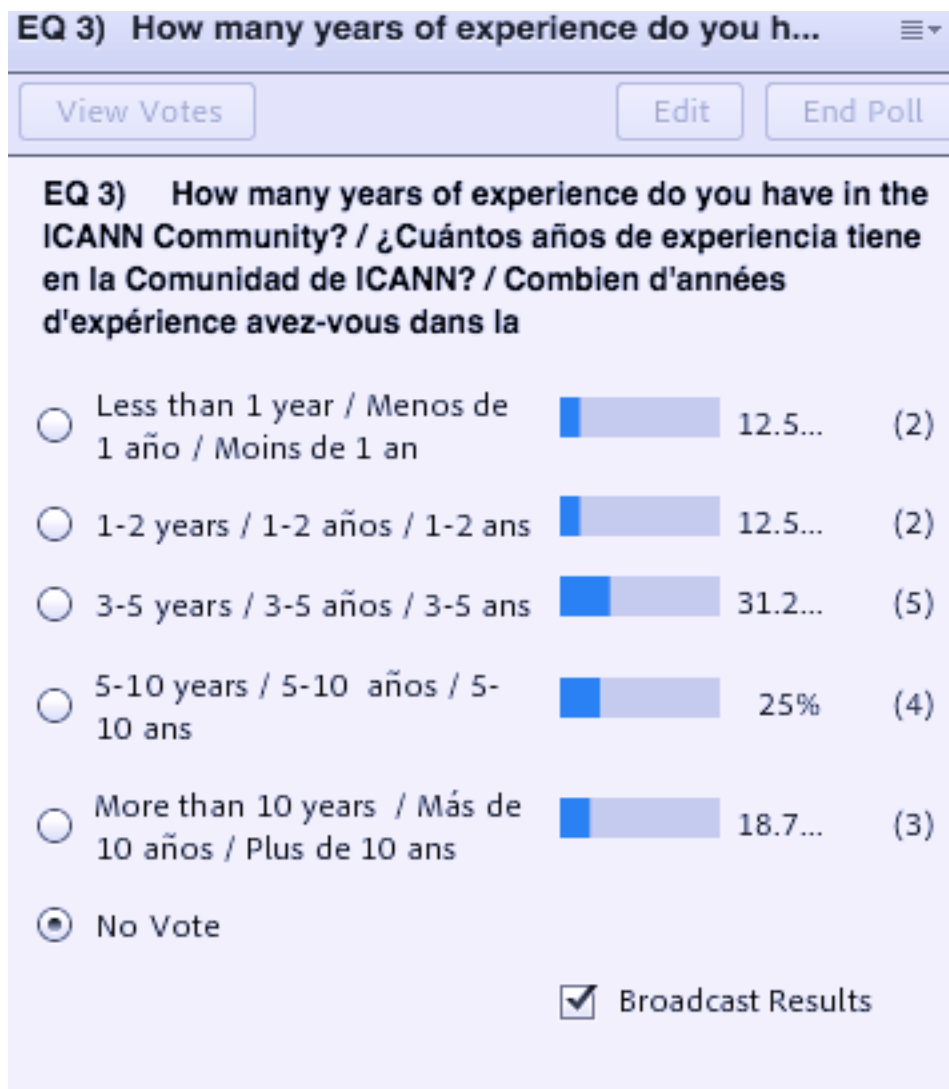 EQ 3) How many years of experience do you h...
View Votes
Edit
End Poll
EQ 3) How many years of experience do you have in the
ICANN Community? / ¿Cuántos años de experiencia tiene
en la Comunidad de ICANN? / Combien d'années
d'expérience avez-vous dans la
Less than 1 year / Menos de
1 año / Moins de 1 an
12.5... (2)
1-2 years / 1-2 años / 1-2 ans 12.5... (2)
3-5 years / 3-5 años / 3-5 ans 31.2... (5)
5-10 years / 5-10 años / 5-
10 ans
25% (4)
More than 10 years / Más de
10 años / Plus de 10 ans
18.7... (3)
No Vote
Broadcast Results